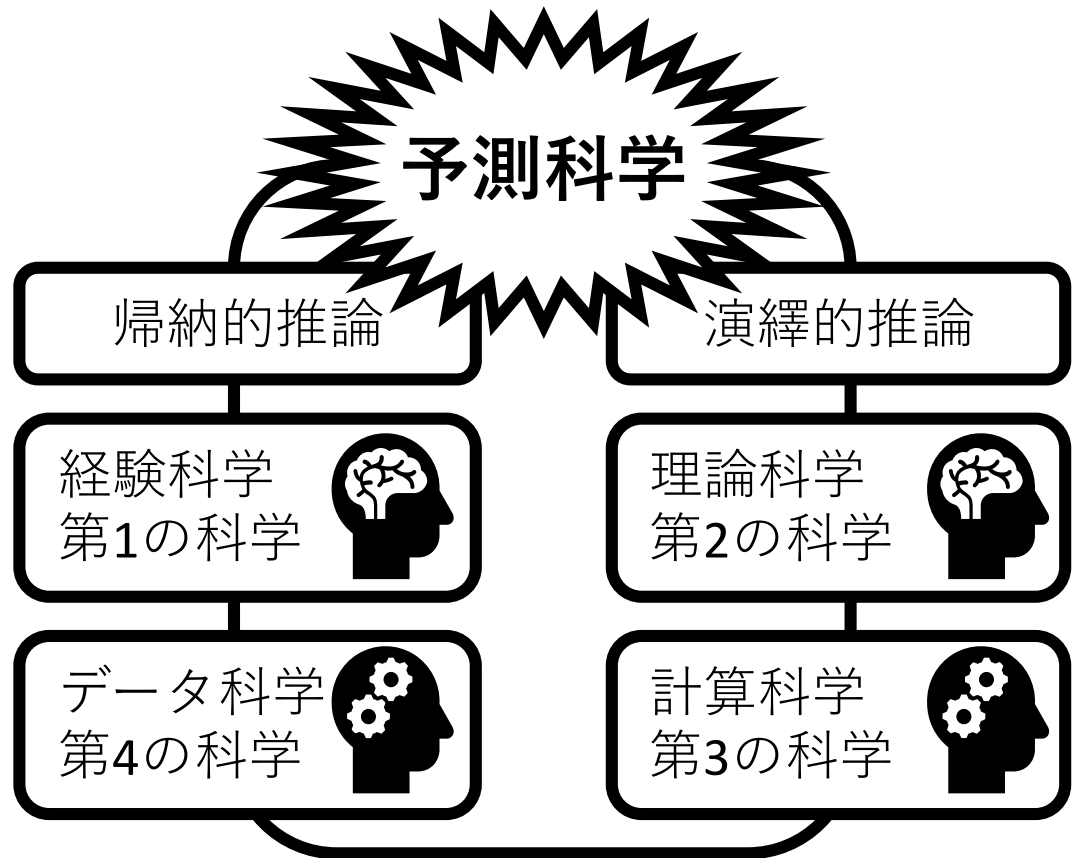 予測科学
帰納的推論
演繹的推論
経験科学
第1の科学
理論科学
第2の科学
データ科学
第4の科学
計算科学
第3の科学